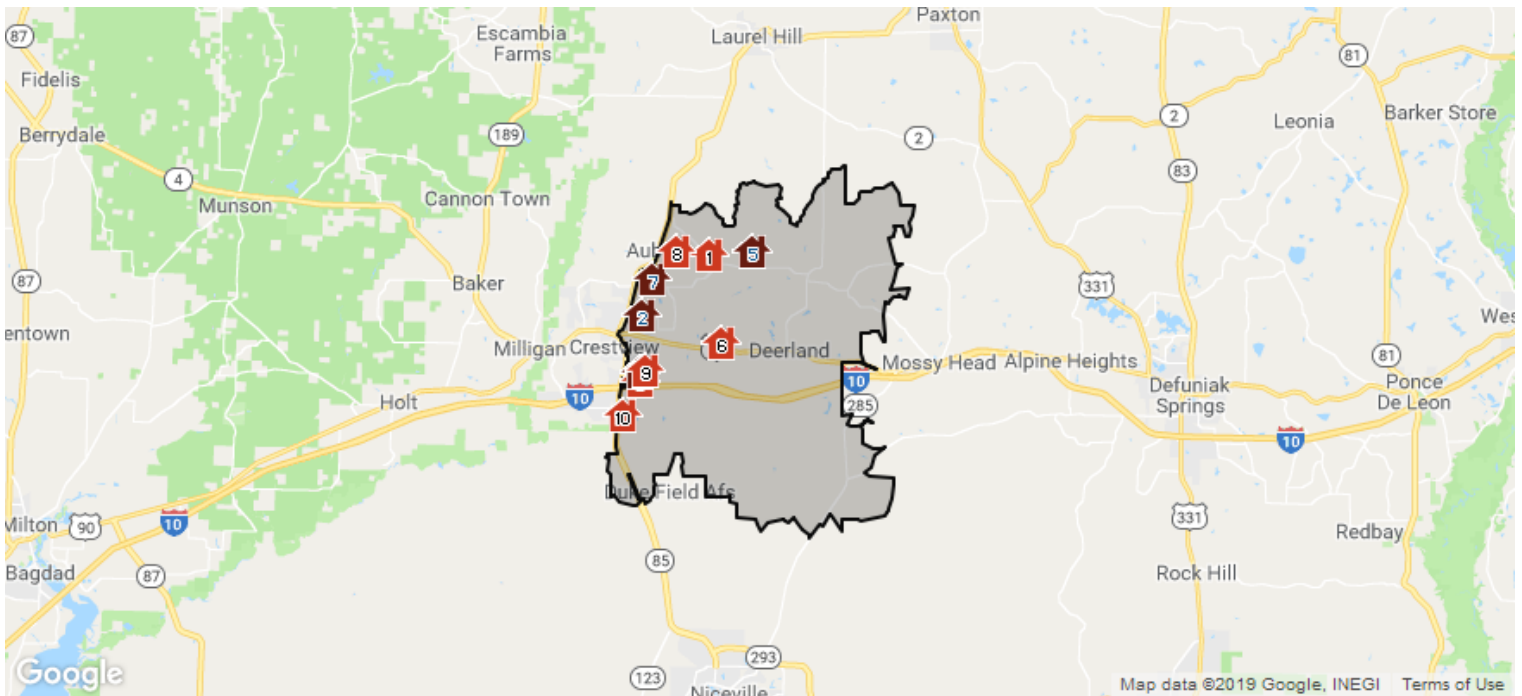 Paxton
87
Escambia
Farms
Laurel Hill
81
Fidelis
Barker Store
2
Leonia
Berrydale
189
2
83
4
Cannon Town
Munson
8
1
5
7
87
Baker
331
2
6
Milligan
Deerland
Mossy Head
Alpine Heights
81
9
10
10
Defuniak
Springs
Ponce
De Leon
Holt
285
10
10
Duke Field Afs
Milton
90
10
331
Redbay
85
Bagdad
87
Rock Hill
293
123
Niceville
Google
Map data ©2019 Google, INEGI
Terms of Use